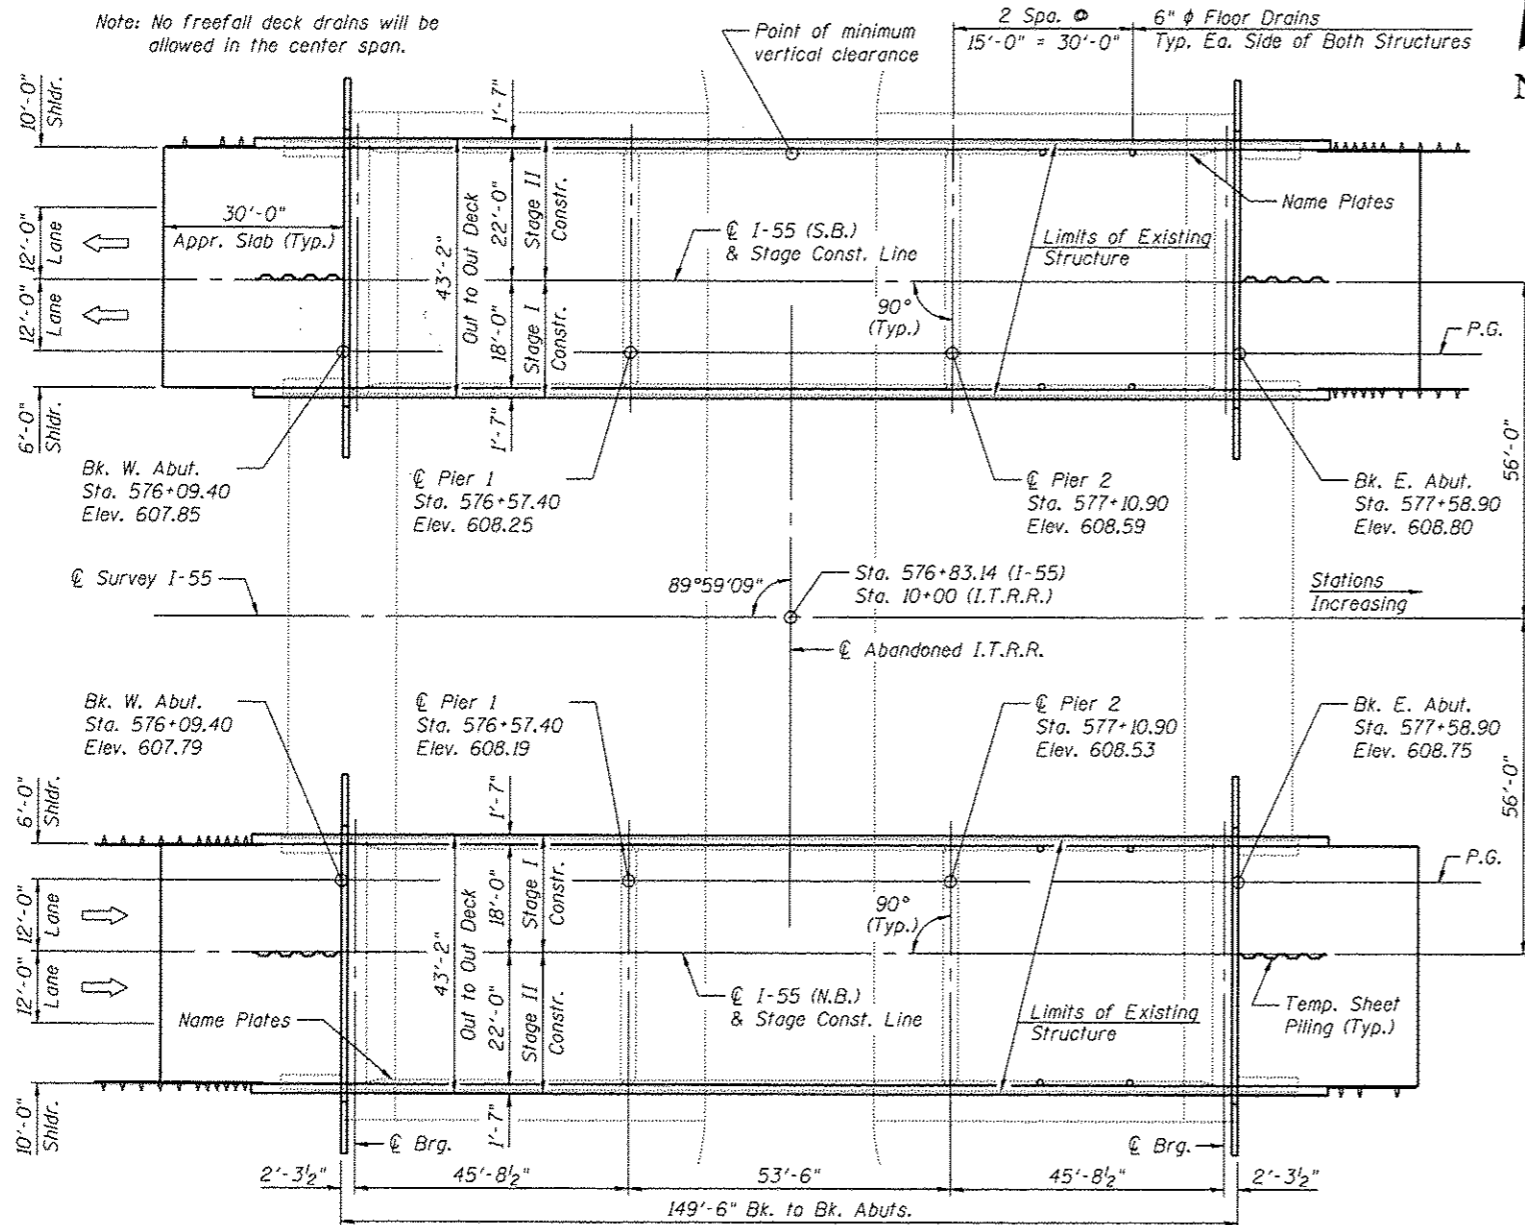 Note: No freefall deck drains will be
allowed in the center span.
Point of minimum
vertical clearance
2 Spa. @
15'-0" = 30'-0"
6" ϕ Floor Drains
Typ. Ea. Side of Both Structures
N
10'-0"
Shldr.
12'-0"
Lane
12'-0"
Lane
6'-0"
Shldr.
30'-0"
Appr. Slab (Typ.)
43'-2"
Out to Out Deck
1'-7"
22'-0"
Stage II
Constr.
18'-0"
Stage I
Constr.
1'-7"
℄ I-55 (S.B.)
& Stage Const. Line
90°
(Typ.)
Limits of Existing
Structure
Name Plates
P.G.
56'-0"
Bk. W. Abut.
Sta. 576+09.40
Elev. 607.85
℄ Pier 1
Sta. 576+57.40
Elev. 608.25
℄ Pier 2
Sta. 577+10.90
Elev. 608.59
Bk. E. Abut.
Sta. 577+58.90
Elev. 608.80
℄ Survey I-55
89°59'09"
Sta. 576+83.14 (I-55)
Sta. 10+00 (I.T.R.R.)
Stations
Increasing
℄ Abandoned I.T.R.R.
Bk. W. Abut.
Sta. 576+09.40
Elev. 607.79
℄ Pier 1
Sta. 576+57.40
Elev. 608.19
℄ Pier 2
Sta. 577+10.90
Elev. 608.53
Bk. E. Abut.
Sta. 577+58.90
Elev. 608.75
56'-0"
6'-0"
Shldr.
12'-0"
Lane
12'-0"
Lane
10'-0"
Shldr.
Name Plates
43'-2"
Out to Out Deck
1'-7"
18'-0"
Stage I
Constr.
22'-0"
Stage II
Constr.
1'-7"
℄ I-55 (N.B.)
& Stage Const. Line
90°
(Typ.)
Limits of Existing
Structure
P.G.
Temp. Sheet
Piling (Typ.)
℄ Brg.
℄ Brg.
2'-3½"
45'-8½"
53'-6"
45'-8½"
2'-3½"
149'-6" Bk. to Bk. Abuts.